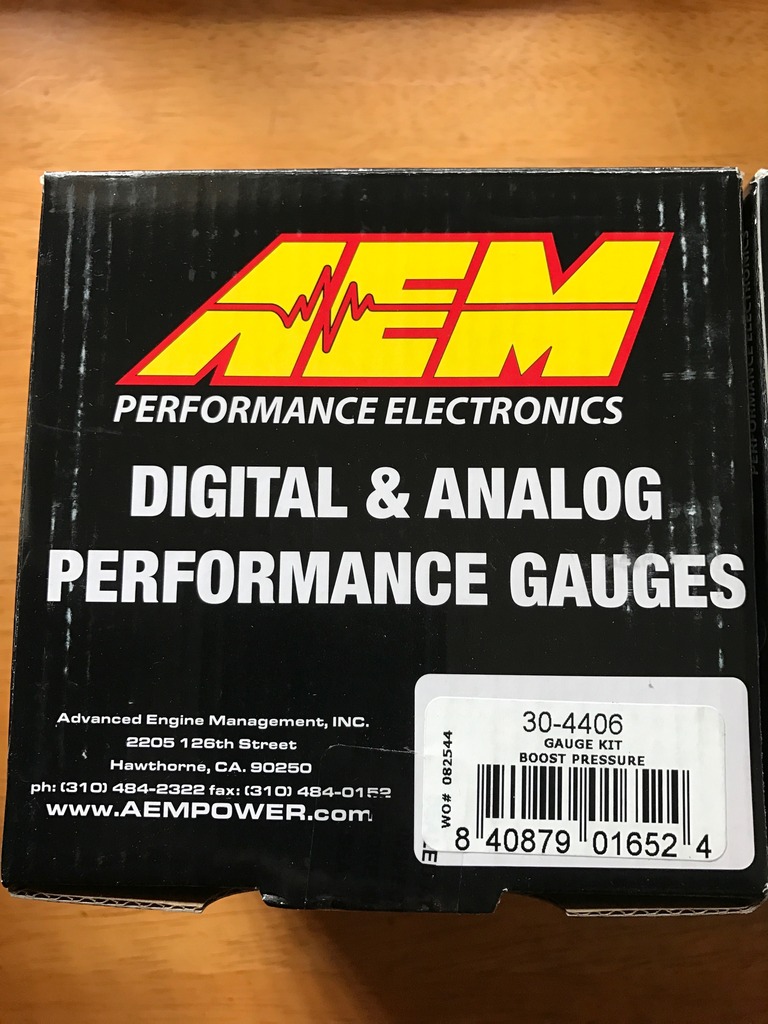 AEM
PERFORMANCE ELECTRONICS
DIGITAL & ANALOG
PERFORMANCE GAUGES
Advanced Engine Management, INC.
2205 126th Street
Hawthorne, CA. 90250
ph: (310) 484-2322 fax: (310) 484-0152
www.AEMPOWER.com
30-4406
GAUGE KIT
BOOST PRESSURE
WO# 082544
8 40879 01652 4
PERFORMANCE ELECTRONICS